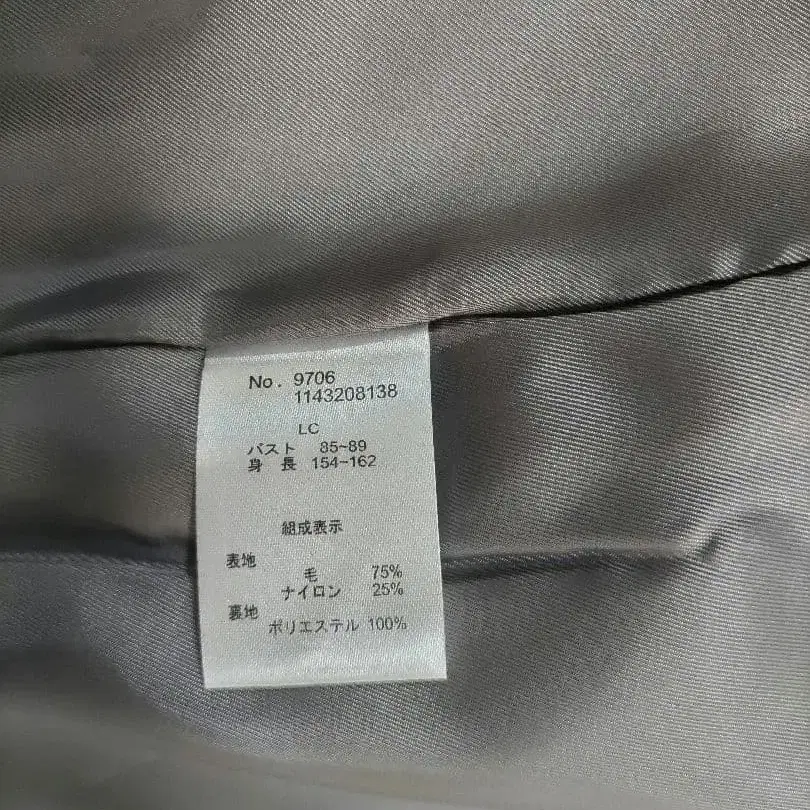 No. 9706
1143208138
LC
バスト 85~89
身 長 154~162
組成表示
表地
毛 75%
ナイロン 25%
裏地
ポリエステル 100%